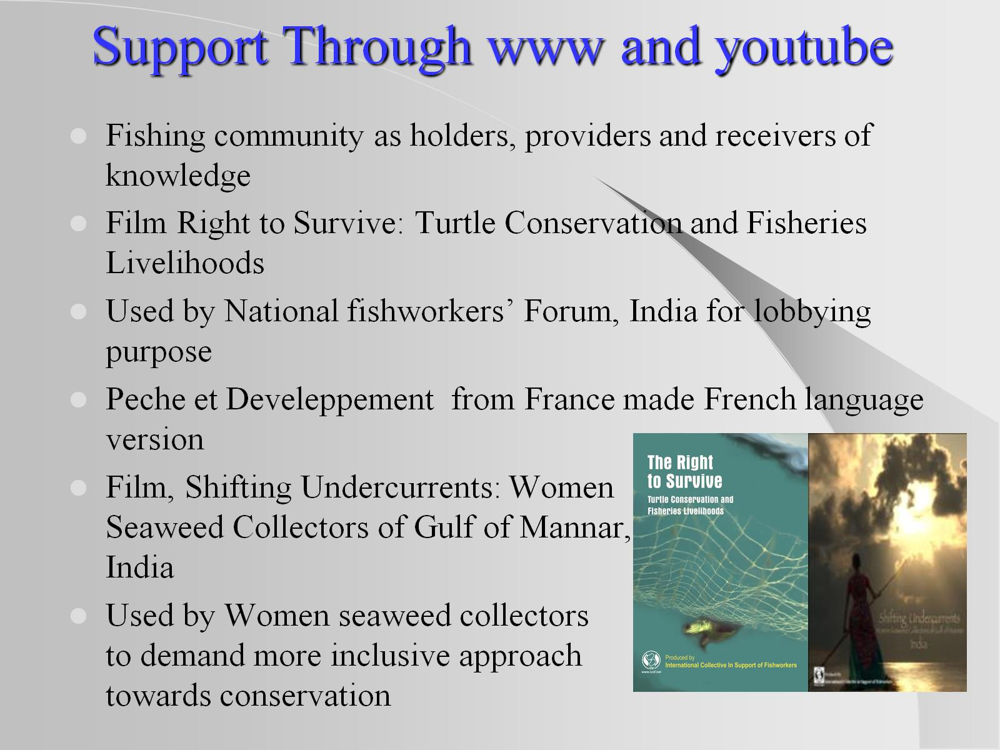 Support Through www and youtube
Fishing community as holders, providers and receivers of
knowledge
Film Right to Survive: Turtle Conservation and Fisheries
Livelihoods
Used by National fishworkers’ Forum, India for lobbying
purpose
Peche et Develeppement from France made French language
version
Film, Shifting Undercurrents: Women
Seaweed Collectors of Gulf of Mannar,
India
Used by Women seaweed collectors
to demand more inclusive approach
towards conservation
The Right
to Survive
Turtle Conservation and
Fisheries Livelihoods
Produced by
International Collective In Support of Fishworkers
www.icsf.net
Shifting Undercurrents
India